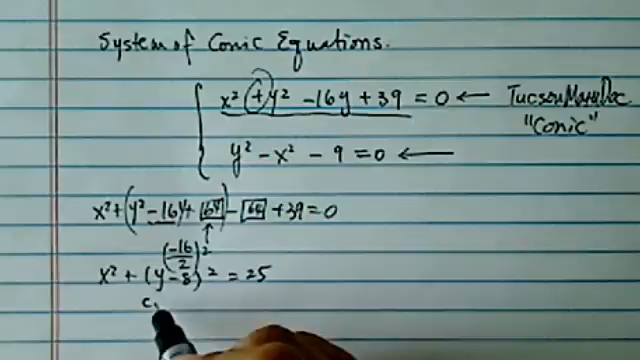 System of Conic Equations.
x² + y² - 16y + 39 = 0 ← TucsonMathDoc
"Conic"
y² - x² - 9 = 0 ←
x² + (y² - 16y + 64) - 64 + 39 = 0
(-16/2)²
x² + (y - 8)² = 25
c